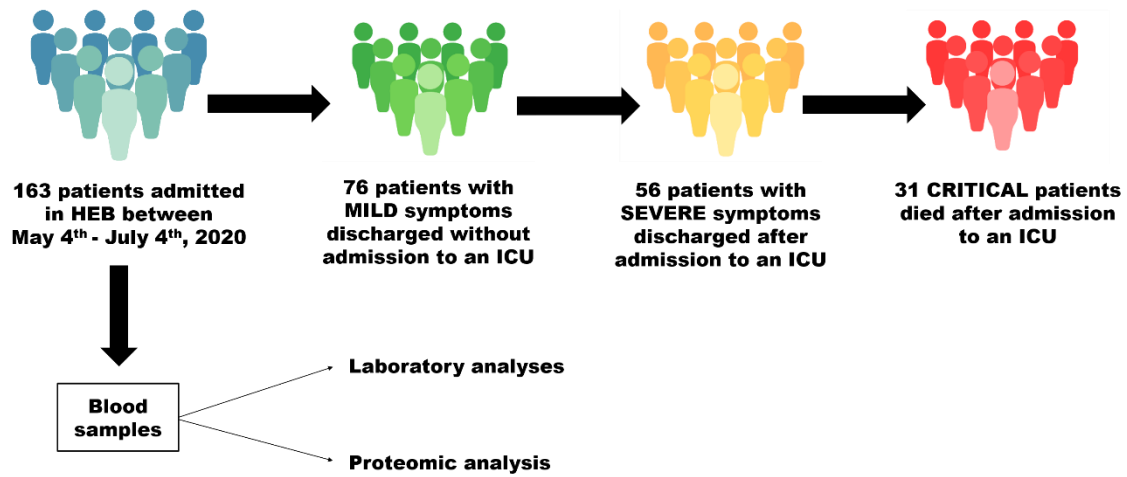 163 patients admitted
in HEB between
May 4th - July 4th, 2020
76 patients with
MILD symptoms
discharged without
admission to an ICU
56 patients with
SEVERE symptoms
discharged after
admission to an ICU
31 CRITICAL patients
died after admission
to an ICU
Blood
samples
Laboratory analyses
Proteomic analysis